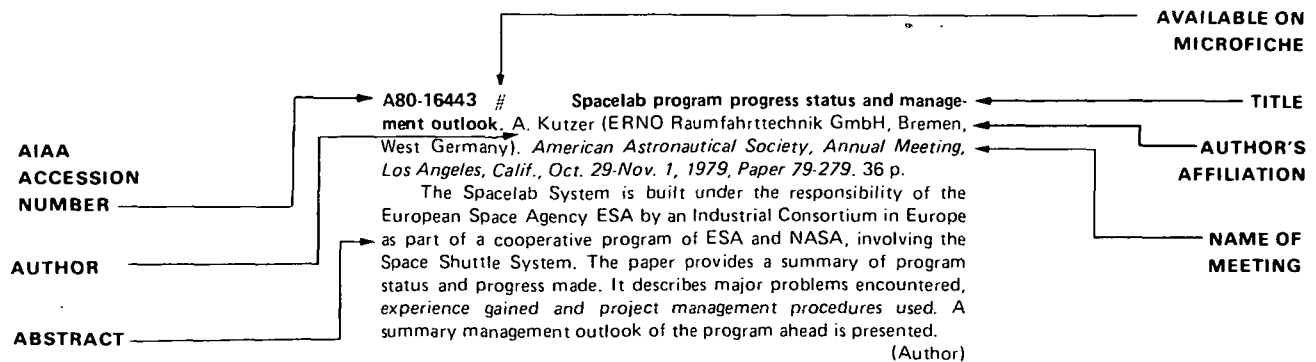 AVAILABLE ON
MICROFICHE
A80-16443 # Spacelab program progress status and manage-
ment outlook. A. Kutzer (ERNO Raumfahrttechnik GmbH, Bremen,
West Germany). American Astronautical Society, Annual Meeting,
Los Angeles, Calif., Oct. 29-Nov. 1, 1979, Paper 79-279. 36 p.
The Spacelab System is built under the responsibility of the
European Space Agency ESA by an Industrial Consortium in Europe
as part of a cooperative program of ESA and NASA, involving the
Space Shuttle System. The paper provides a summary of program
status and progress made. It describes major problems encountered,
experience gained and project management procedures used. A
summary management outlook of the program ahead is presented.
(Author)
AIAA
ACCESSION
NUMBER
AUTHOR
ABSTRACT
TITLE
AUTHOR'S
AFFILIATION
NAME OF
MEETING